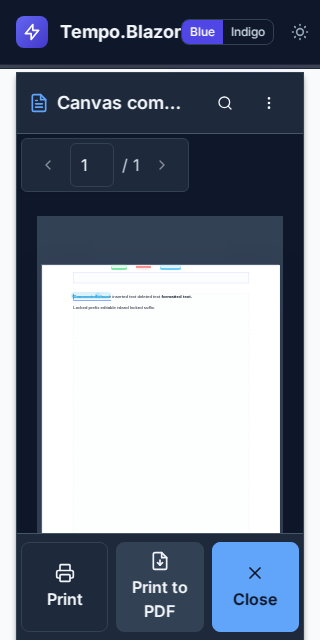 Tempo.Blazor Blue Indigo
Canvas com...
1 / 1
inserted text deleted text formatted text.
Locked prefix editable island locked suffix.
Print
Print to
PDF
Close